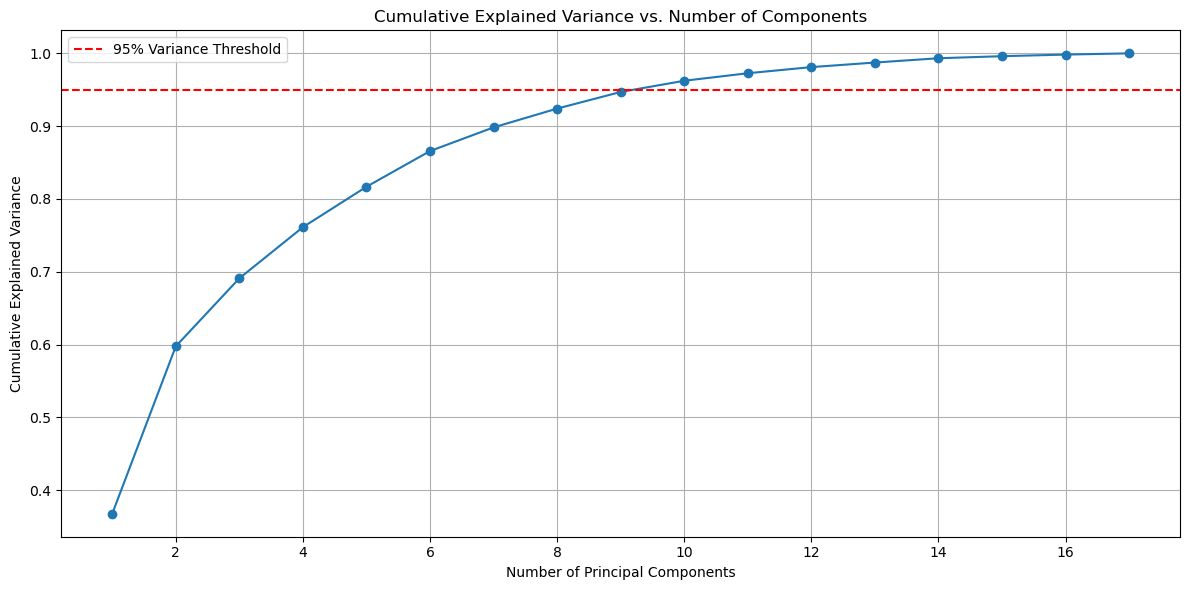 Cumulative Explained Variance vs. Number of Components
95% Variance Threshold
Cumulative Explained Variance
1.0
0.9
0.8
0.7
0.6
0.5
0.4
2 4 6 8 10 12 14 16
Number of Principal Components